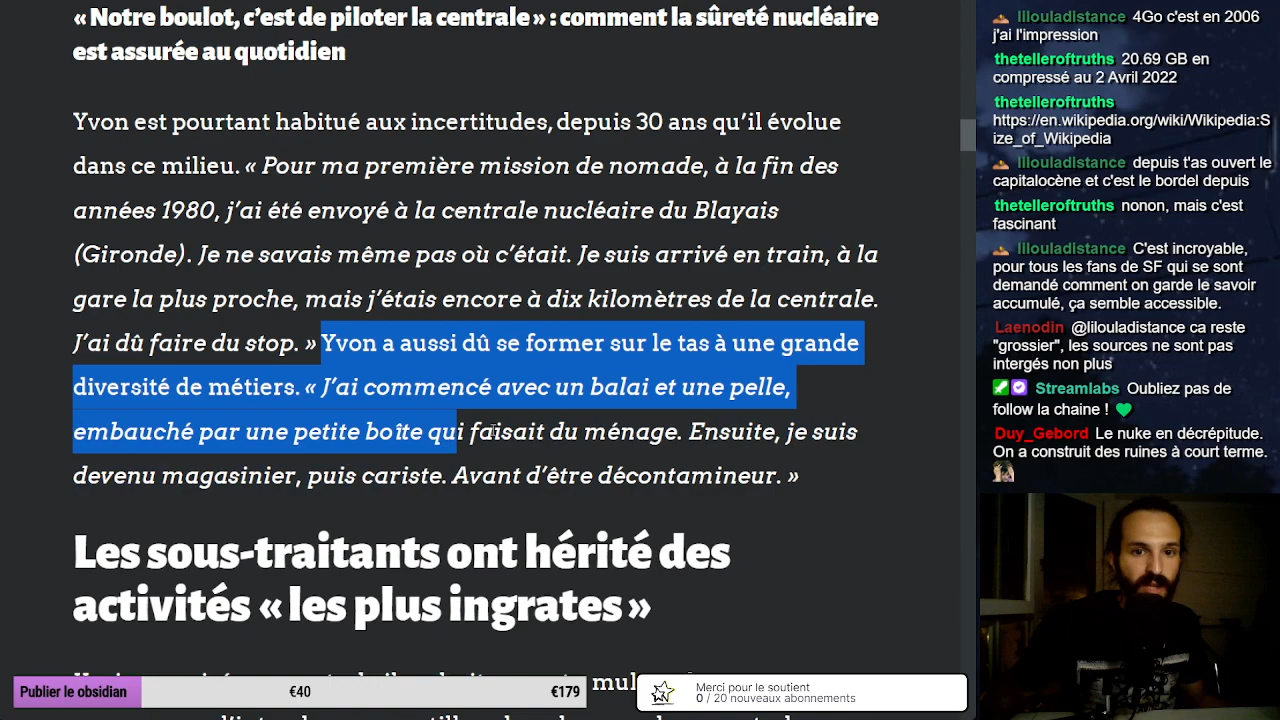 « Notre boulot, c’est de piloter la centrale » : comment la sûreté nucléaire
est assurée au quotidien
Yvon est pourtant habitué aux incertitudes, depuis 30 ans qu’il évolue
dans ce milieu. « Pour ma première mission de nomade, à la fin des
années 1980, j’ai été envoyé à la centrale nucléaire du Blayais
(Gironde). Je ne savais même pas où c’était. Je suis arrivé en train, à la
gare la plus proche, mais j’étais encore à dix kilomètres de la centrale.
J’ai dû faire du stop. » Yvon a aussi dû se former sur le tas à une grande
diversité de métiers. « J’ai commencé avec un balai et une pelle,
embauché par une petite boîte qui faisait du ménage. Ensuite, je suis
devenu magasinier, puis cariste. Avant d’être décontamineur. »
Les sous-traitants ont hérité des
activités « les plus ingrates »
Publier le obsidian €40 €179
Merci pour le soutient
0 / 20 nouveaux abonnements
lilouladistance 4Go c'est en 2006
j'ai l'impression
thetelleroftruths 20.69 GB en
compressé au 2 Avril 2022
thetelleroftruths
https://en.wikipedia.org/wiki/Wikipedia:S
ize_of_Wikipedia
lilouladistance depuis t'as ouvert le
capitalocène et c'est le bordel depuis
thetelleroftruths nonon, mais c'est
fascinant
lilouladistance C'est incroyable,
pour tous les fans de SF qui se sont
demandé comment on garde le savoir
accumulé, ça semble accessible.
Laenodin @lilouladistance ca reste
"grossier", les sources ne sont pas
intergés non plus
Streamlabs Oubliez pas de
follow la chaine !
Duy_Gebord Le nuke en décrépitude.
On a construit des ruines à court terme.